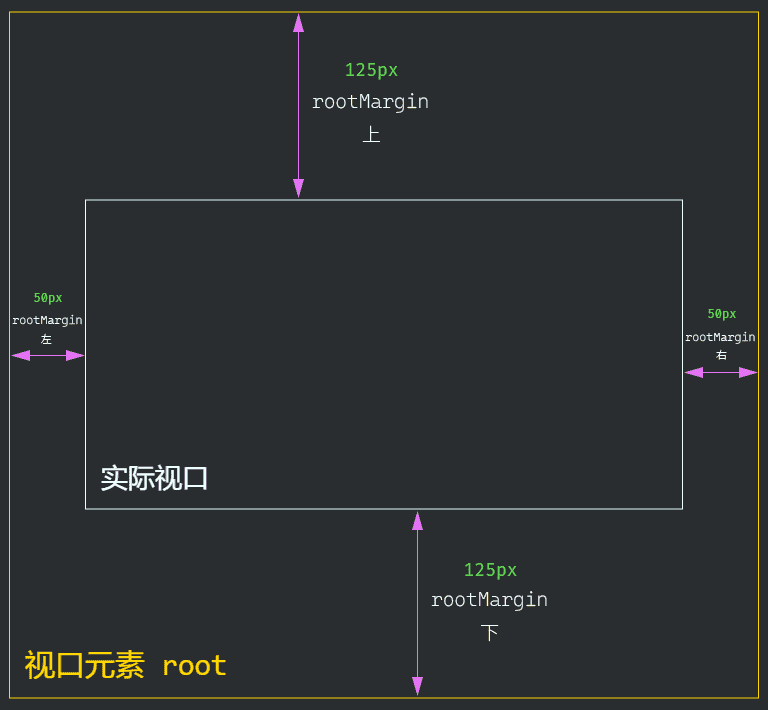 125px
rootMargin
上
50px
rootMargin
左
50px
rootMargin
右
实际视口
125px
rootMargin
下
视口元素 root